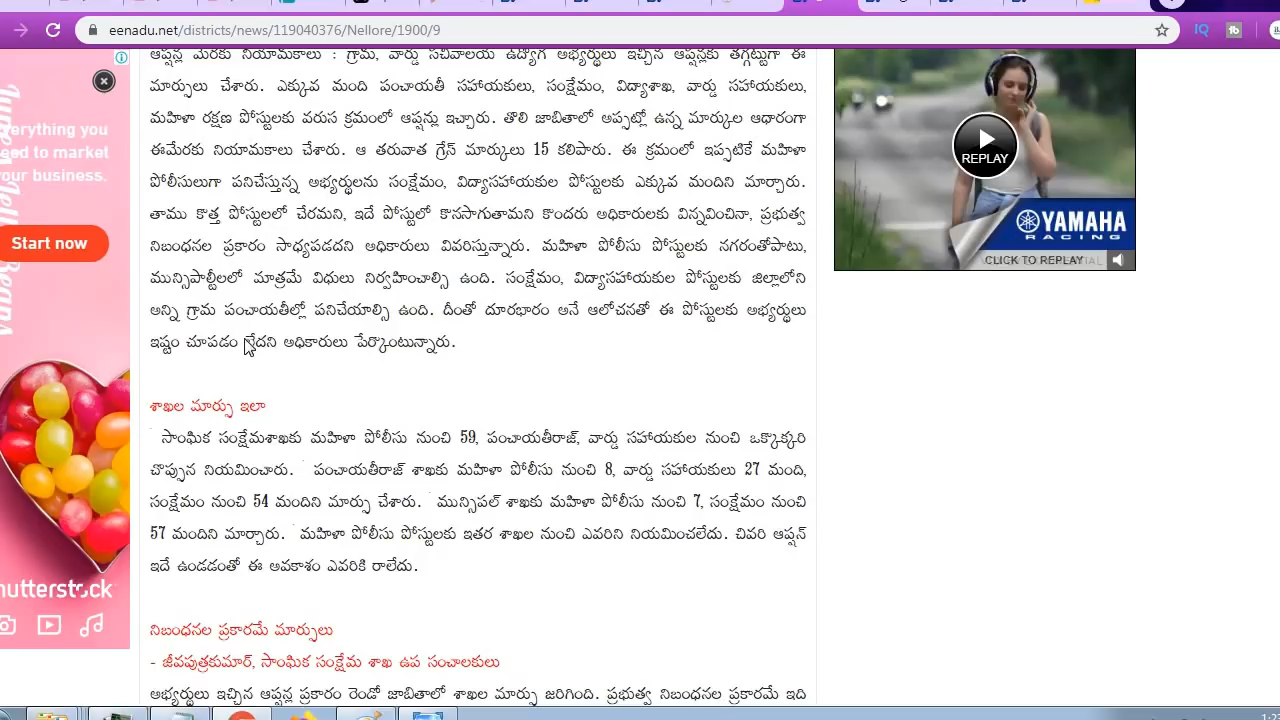 eenadu.net/districts/news/119040376/Nellore/1900/9
ఆప్షన్ల మేరకు నియామకాలు : గ్రామ, వార్డు సచివాలయ ఉద్యోగ అభ్యర్థులు ఇచ్చిన ఆప్షన్లకు తగ్గట్టుగా ఈ
మార్పులు చేశారు. ఎక్కువ మంది పంచాయతీ సహాయకులు, సంక్షేమం, విద్యాశాఖ, వార్డు సహాయకులు,
మహిళా రక్షణ పోస్టులకు వరుస క్రమంలో ఆప్షన్లు ఇచ్చారు. తొలి జాబితాలో అప్పట్లో ఉన్న మార్కుల ఆధారంగా
ఈమేరకు నియామకాలు చేశారు. ఆ తరువాత గ్రేస్ మార్కులు 15 కలిపారు. ఈ క్రమంలో ఇప్పటికే మహిళా
పోలీసులుగా పనిచేస్తున్న అభ్యర్థులను సంక్షేమం, విద్యాసహాయకుల పోస్టులకు ఎక్కువ మందిని మార్చారు.
తాము కొత్త పోస్టులలో చేరమని, ఇదే పోస్టులో కొనసాగుతామని కొందరు అధికారులకు విన్నవించినా, ప్రభుత్వ
నిబంధనల ప్రకారం సాధ్యపడదని అధికారులు వివరిస్తున్నారు. మహిళా పోలీసు పోస్టులకు నగరంతోపాటు,
మున్సిపాల్టీలలో మాత్రమే విధులు నిర్వహించాల్సి ఉంది. సంక్షేమం, విద్యాసహాయకుల పోస్టులకు జిల్లాలోని
అన్ని గ్రామ పంచాయతీల్లో పనిచేయాల్సి ఉంది. దీంతో దూరభారం అనే ఆలోచనతో ఈ పోస్టులకు అభ్యర్థులు
ఇష్టం చూపడం లేదని అధికారులు పేర్కొంటున్నారు.
శాఖల మార్పు ఇలా
సాంఘిక సంక్షేమశాఖకు మహిళా పోలీసు నుంచి 59, పంచాయతీరాజ్, వార్డు సహాయకుల నుంచి ఒక్కొక్కరి
చొప్పున నియమించారు. పంచాయతీరాజ్ శాఖకు మహిళా పోలీసు నుంచి 8, వార్డు సహాయకులు 27 మంది,
సంక్షేమం నుంచి 54 మందిని మార్పు చేశారు. మున్సిపల్ శాఖకు మహిళా పోలీసు నుంచి 7, సంక్షేమం నుంచి
57 మందిని మార్చారు. మహిళా పోలీసు పోస్టులకు ఇతర శాఖల నుంచి ఎవరిని నియమించలేదు. చివరి ఆప్షన్
ఇదే ఉండడంతో ఈ అవకాశం ఎవరికి రాలేదు.
నిబంధనల ప్రకారమే మార్పులు
- జీవపుత్రకుమార్, సాంఘిక సంక్షేమ శాఖ ఉప సంచాలకులు
అభ్యర్థులు ఇచ్చిన ఆప్షన్ల ప్రకారం రెండో జాబితాలో శాఖల మార్పు జరిగింది. ప్రభుత్వ నిబంధనల ప్రకారమే ఇది
erything you
ed to market
your business.
Start now
hutterstock
REPLAY
YAMAHA
RACING
CLICK TO REPLAY